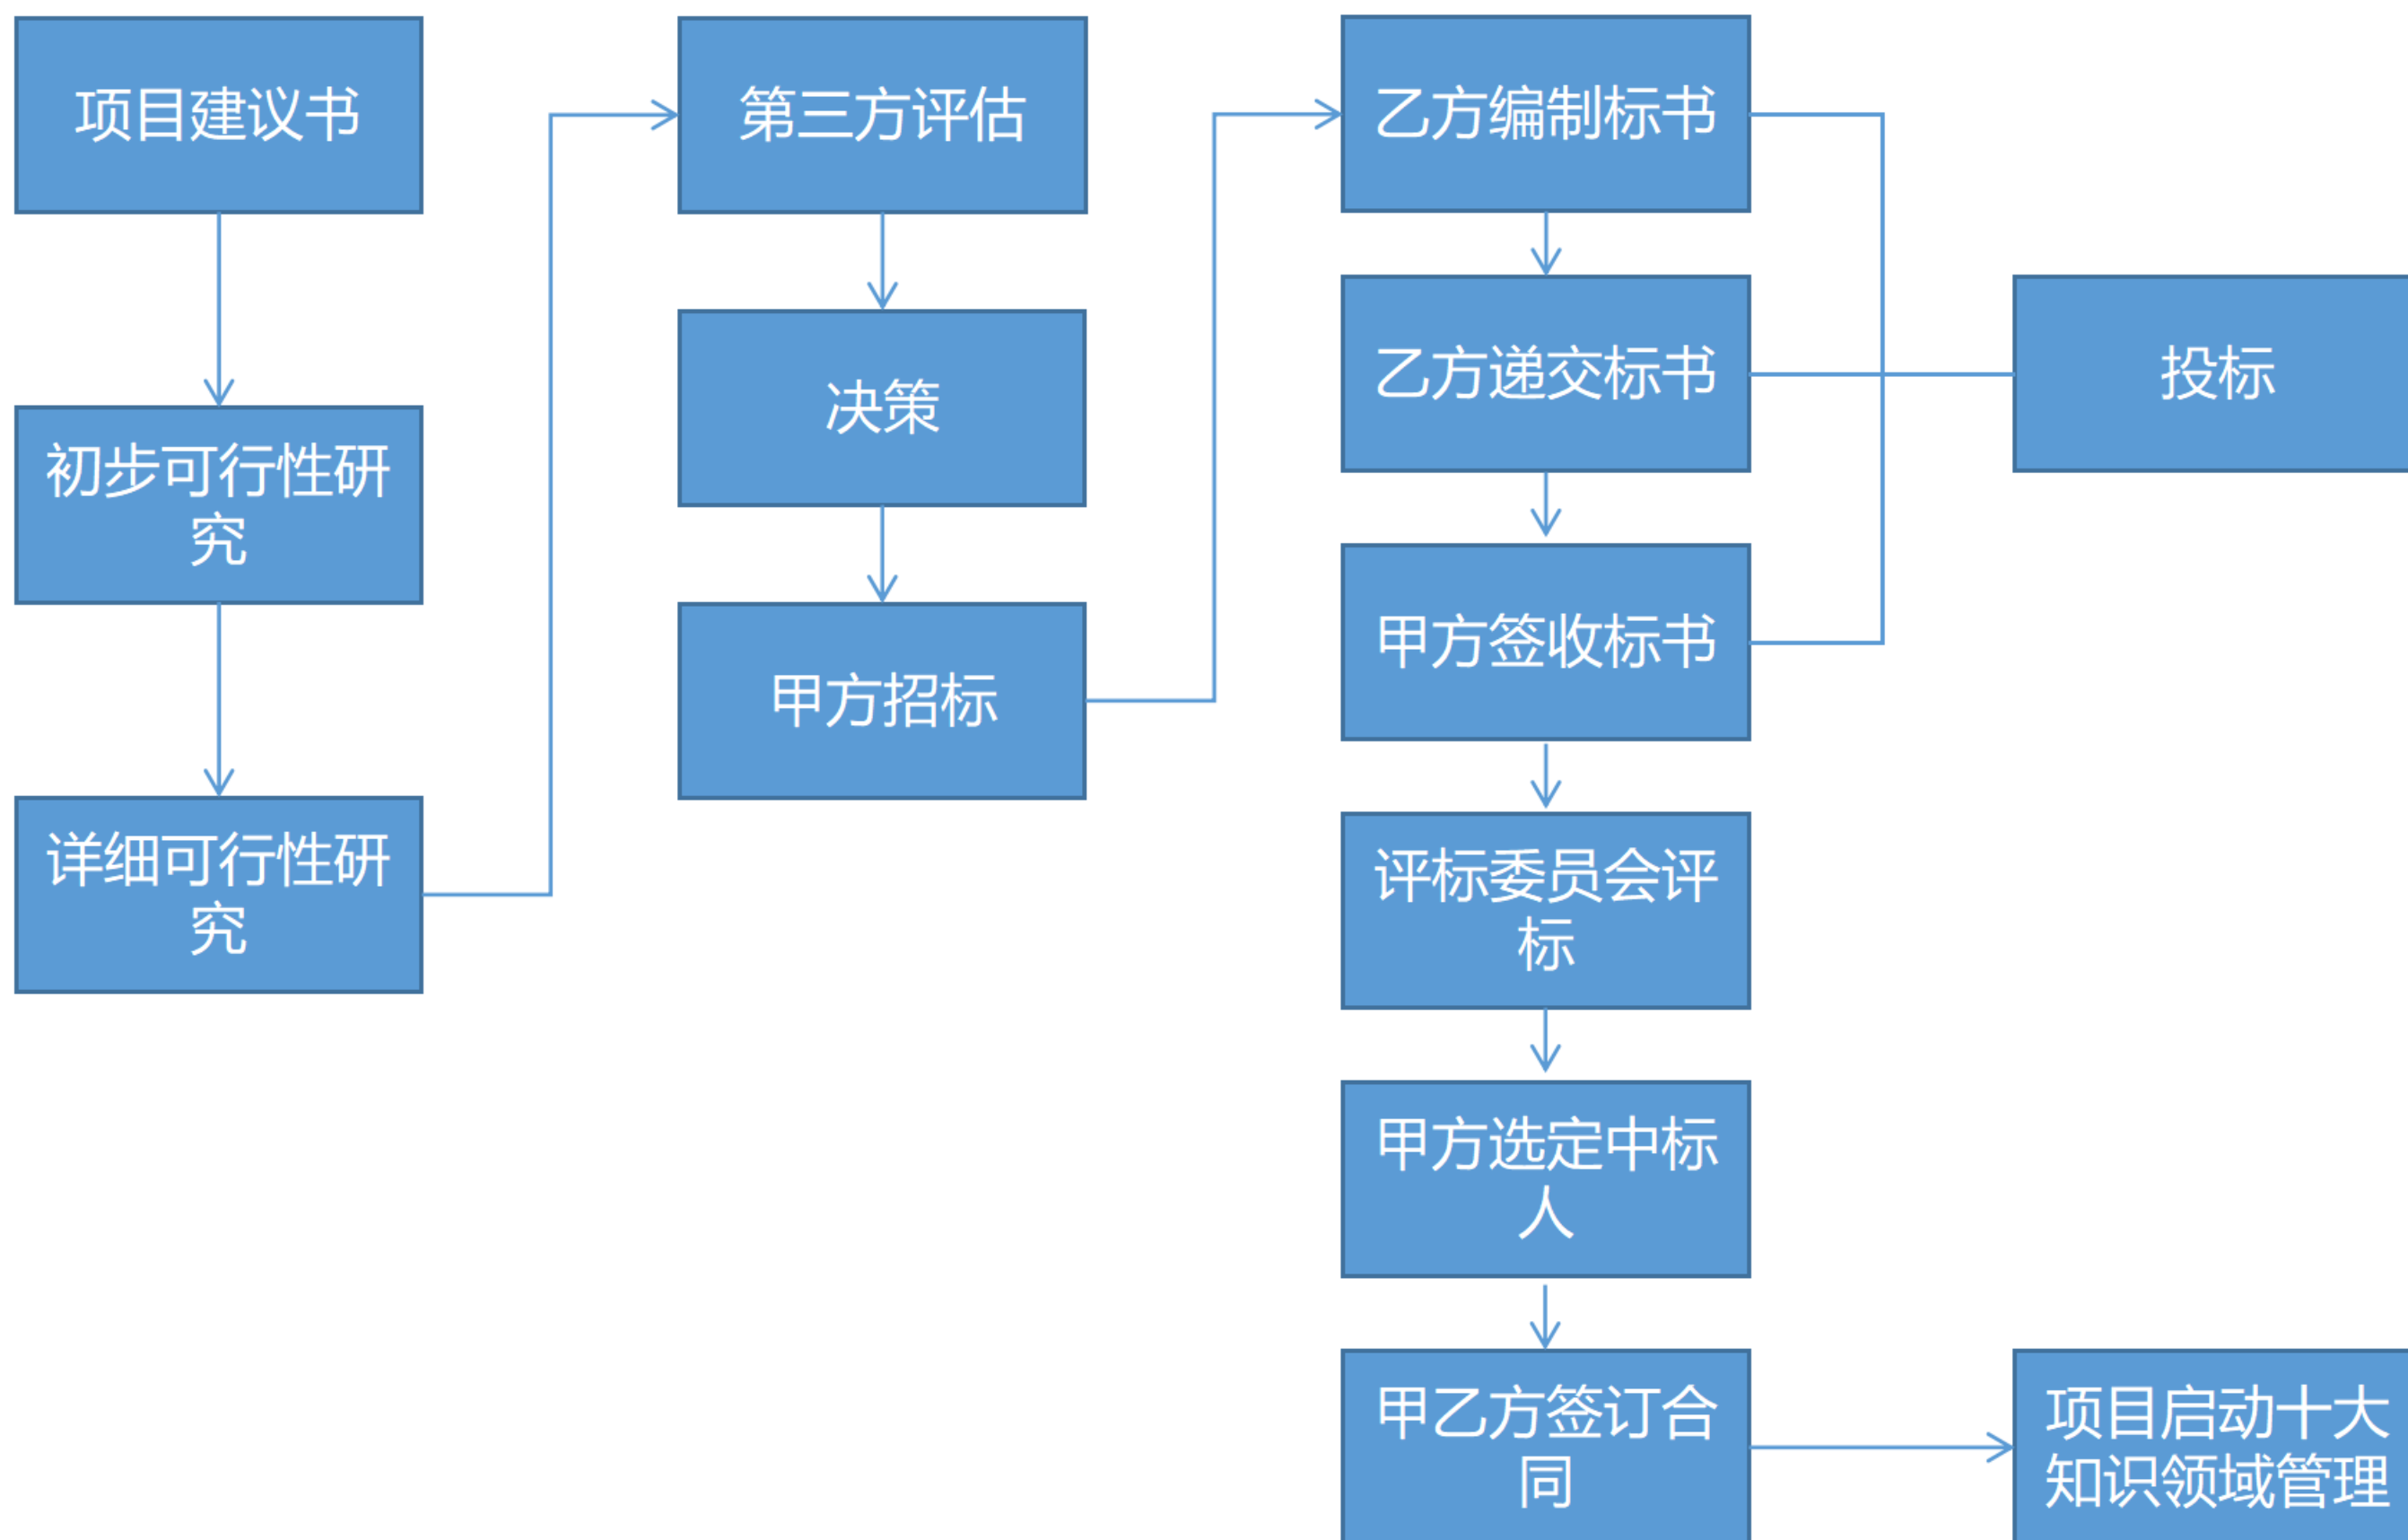 项目建议书
初步可行性研
究
详细可行性研
究
第三方评估
决策
甲方招标
乙方编制标书
乙方递交标书
甲方签收标书
评标委员会评
标
甲方选定中标
人
甲乙方签订合
同
投标
项目启动十大
知识领域管理